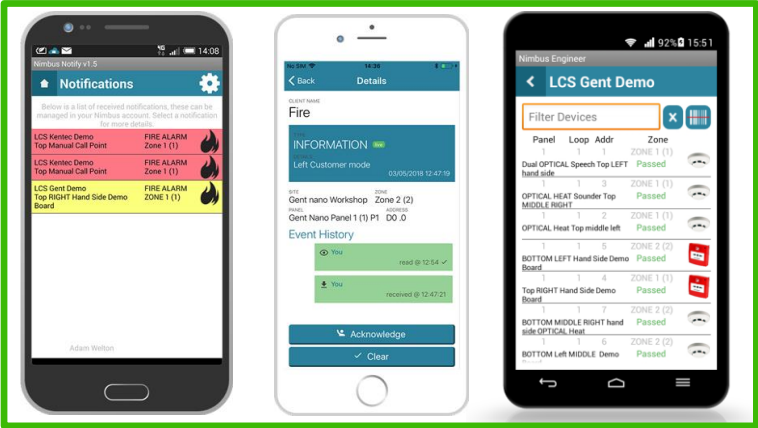 4G
14:08
Nimbus Notify v1.5
Notifications
Below is a list of received notifications, these can be
managed in your Nimbus account. Select a notification
for more details
LCS Kentec Demo FIRE ALARM
Top Manual Call Point Zone 1 (1)
LCS Kentec Demo FIRE ALARM
Top Manual Call Point Zone 1 (1)
LCS Gent Demo FIRE ALARM
Top RIGHT Hand Side Demo ZONE 1 (1)
Board
Adam Welton
No SIM 14:39
Back Details
CLIENT NAME
Fire
TYPE
INFORMATION
Left Customer mode
03/05/2018 12:47:19
SITE ZONE
Gent nano Workshop Zone 2 (2)
PANEL ADDRESS
Gent Nano Panel 1 (1) P1 D0 .0
Event History
You
read @ 12:54
You
received @ 12:47:21
Acknowledge
Clear
92% 15:51
Nimbus Engineer
LCS Gent Demo
Filter Devices X
Panel Loop Addr Zone
1 1 1 ZONE 1 (1)
Dual OPTICAL Speech Top LEFT Passed
hand side
1 1 3 ZONE 1 (1)
OPTICAL HEAT Sounder Top Passed
MIDDLE RIGHT
1 1 2 ZONE 1 (1)
OPTICAL Heat Top middle left Passed
1 1 5 ZONE 2 (2)
BOTTOM LEFT Hand Side Demo Passed
Board
1 1 4 ZONE 1 (1)
Top RIGHT Hand Side Demo Passed
Board
1 1 7 ZONE 2 (2)
BOTTOM MIDDLE RIGHT hand Passed
side OPTICAL Heat
1 1 6 ZONE 2 (2)
BOTTOM Left MIDDLE Demo Passed